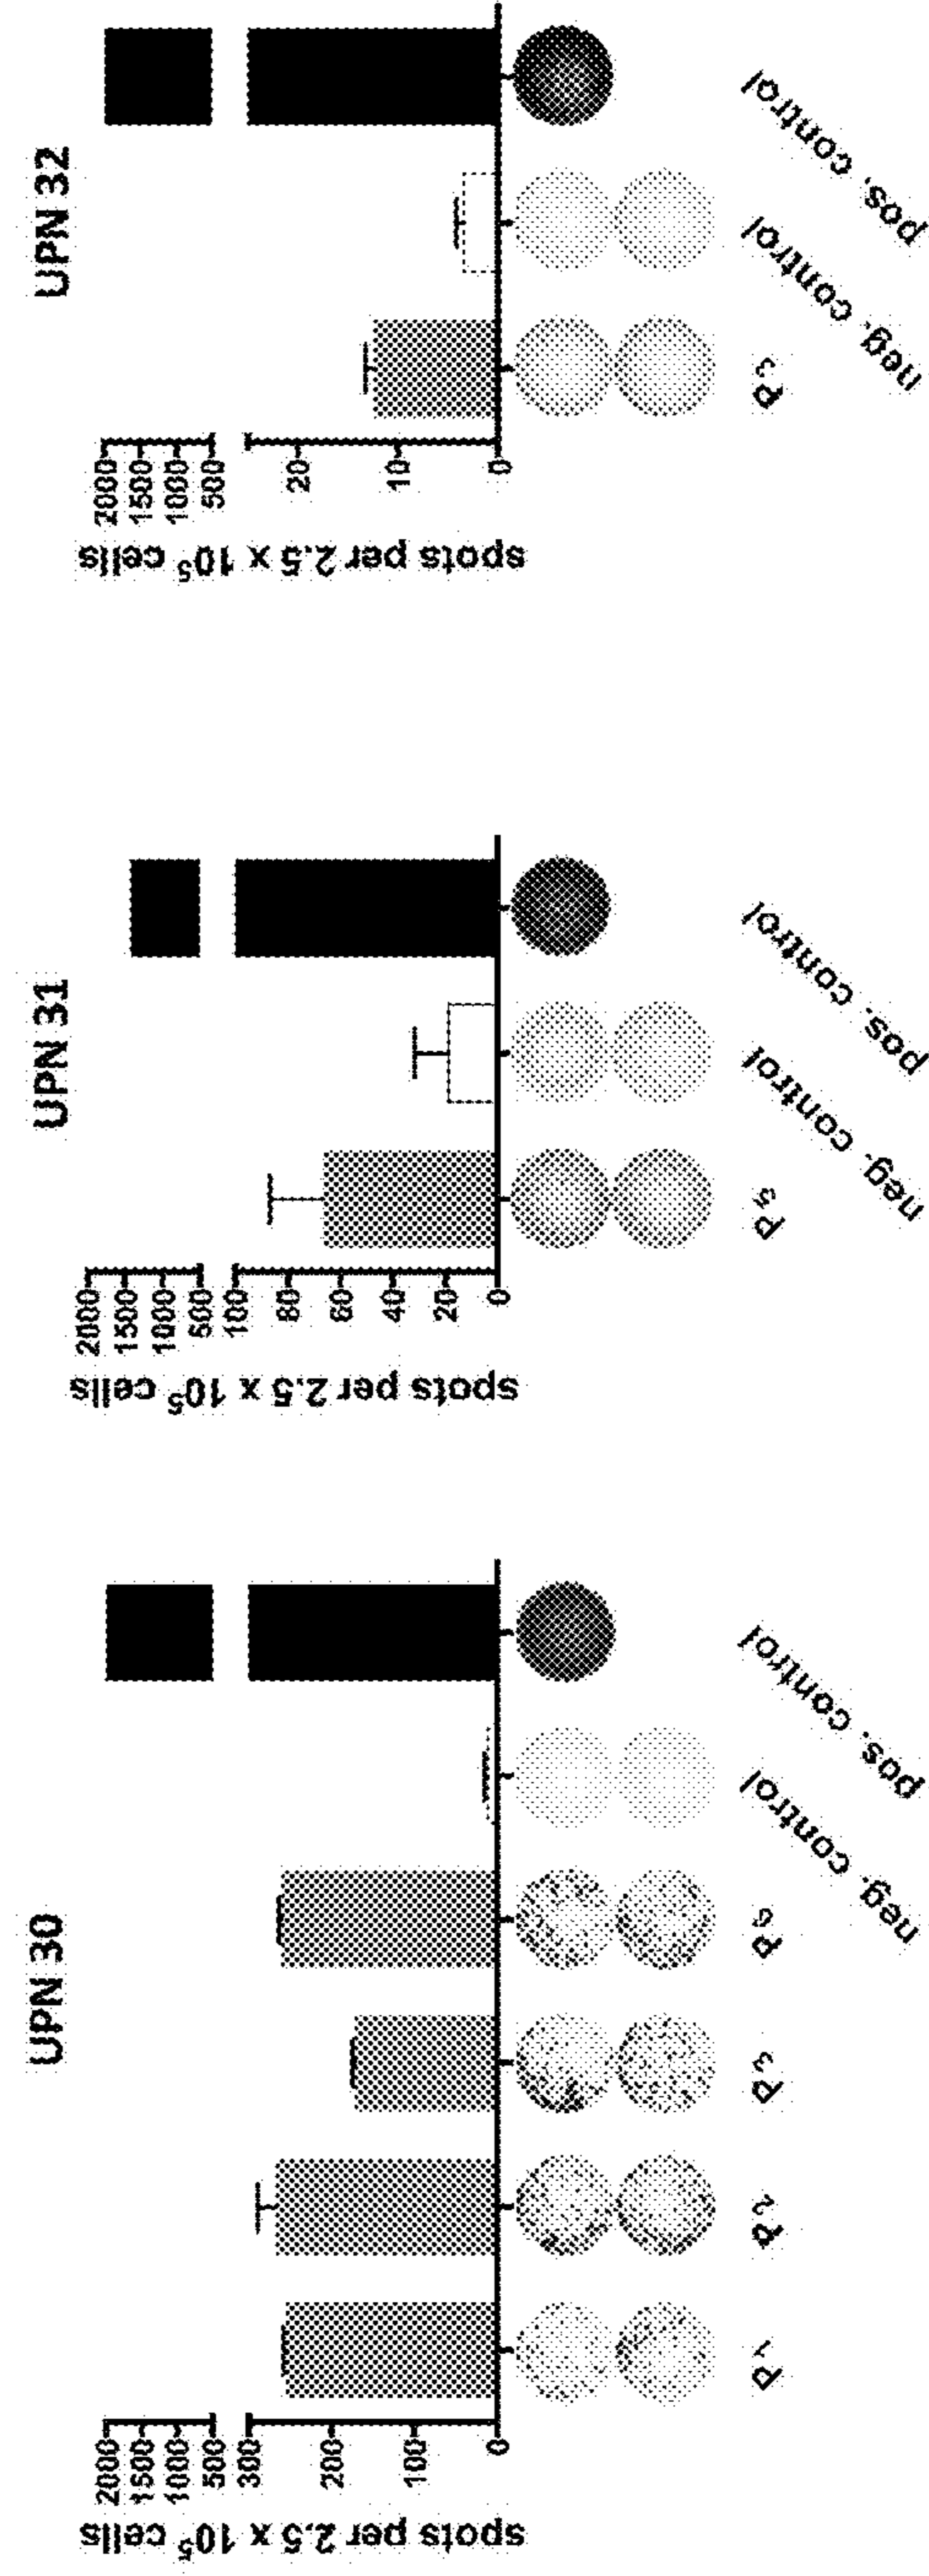 UPN 30
spots per 2.5 x 10⁵ cells
2000
1500
1000
500
300
200
100
0
P1
P2
P3
P6
neg. control
pos. control
UPN 31
spots per 2.5 x 10⁵ cells
2000
1500
1000
500
100
80
60
40
20
0
P5
neg. control
pos. control
UPN 32
spots per 2.5 x 10⁵ cells
2000
1500
1000
500
20
10
0
P3
neg. control
pos. control